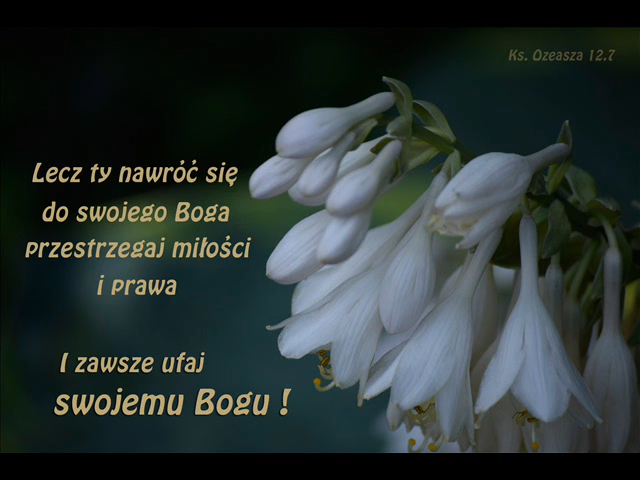 Ks. Ozeasza 12.7
Lecz ty nawróć się
do swojego Boga
przestrzegaj miłości
i prawa
I zawsze ufaj
swojemu Bogu !